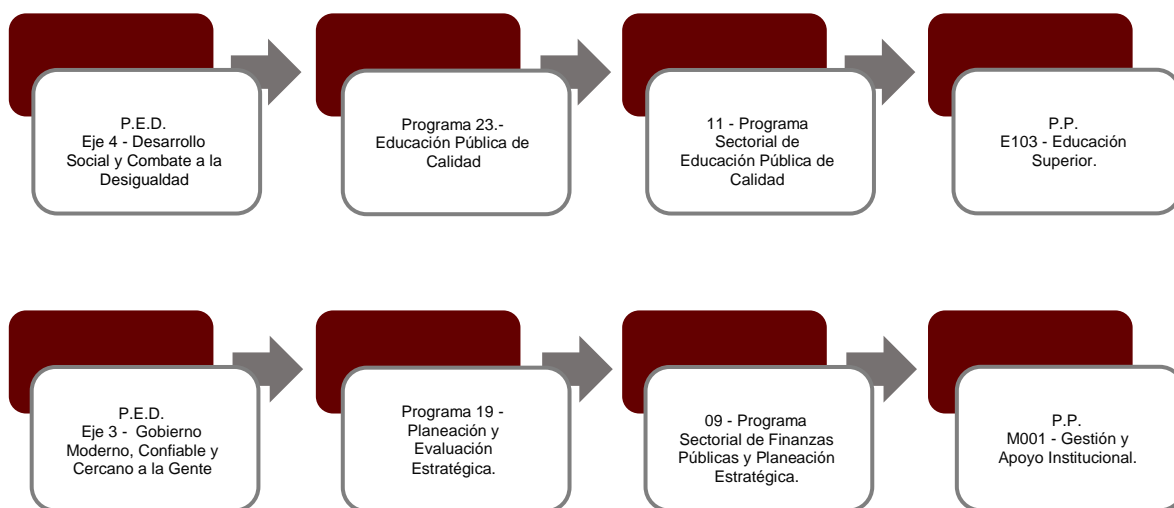 P.E.D.
Eje 4 - Desarrollo
Social y Combate a la
Desigualdad
Programa 23.-
Educación Pública de
Calidad
11 - Programa
Sectorial de
Educación Pública de
Calidad
P.P.
E103 - Educación
Superior.
P.E.D.
Eje 3 - Gobierno
Moderno, Confiable y
Cercano a la Gente
Programa 19 -
Planeación y
Evaluación
Estratégica.
09 - Programa
Sectorial de Finanzas
Públicas y Planeación
Estratégica.
P.P.
M001 - Gestión y
Apoyo Institucional.